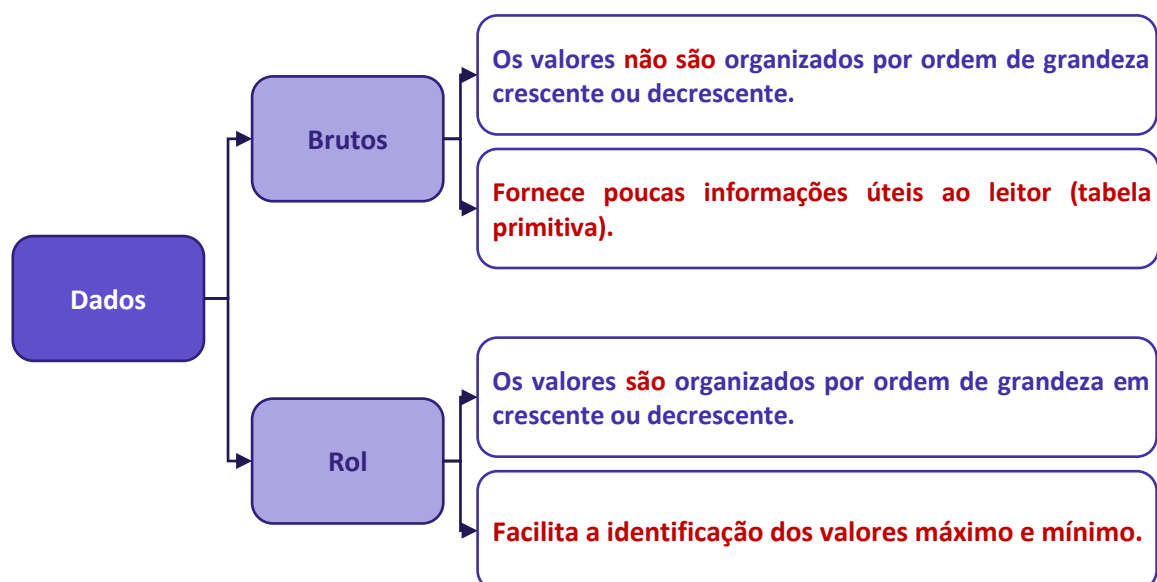 Os valores não são organizados por ordem de grandeza
crescente ou decrescente.
Brutos
Fornece poucas informações úteis ao leitor (tabela
primitiva).
Dados
Os valores são organizados por ordem de grandeza em
crescente ou decrescente.
Rol
Facilita a identificação dos valores máximo e mínimo.